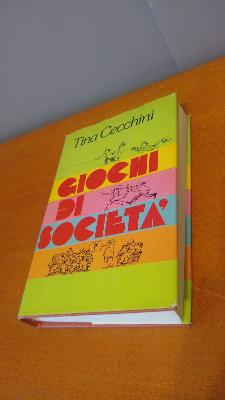 Tina Cecchini
GIOCHI
DI
SOCIETA'